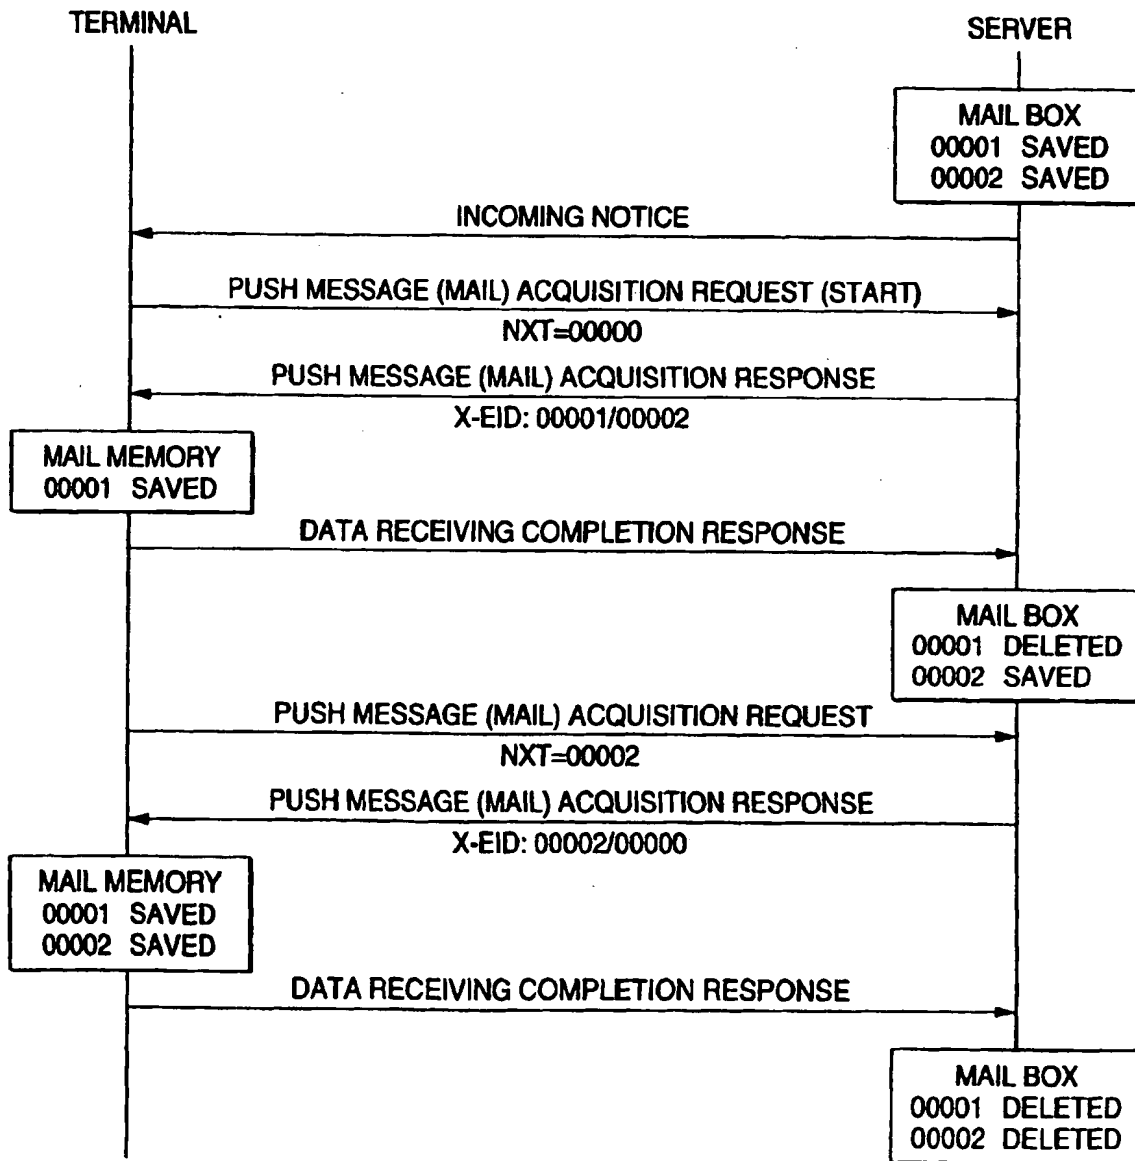 TERMINAL
SERVER
MAIL BOX
00001 SAVED
00002 SAVED
INCOMING NOTICE
PUSH MESSAGE (MAIL) ACQUISITION REQUEST (START)
NXT=00000
PUSH MESSAGE (MAIL) ACQUISITION RESPONSE
X-EID: 00001/00002
MAIL MEMORY
00001 SAVED
DATA RECEIVING COMPLETION RESPONSE
MAIL BOX
00001 DELETED
00002 SAVED
PUSH MESSAGE (MAIL) ACQUISITION REQUEST
NXT=00002
PUSH MESSAGE (MAIL) ACQUISITION RESPONSE
X-EID: 00002/00000
MAIL MEMORY
00001 SAVED
00002 SAVED
DATA RECEIVING COMPLETION RESPONSE
MAIL BOX
00001 DELETED
00002 DELETED